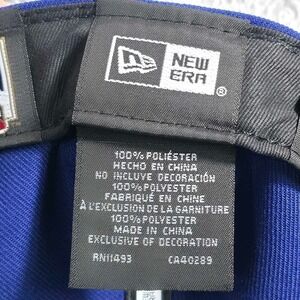 NEW
ERA®
100% POLIÉSTER
HECHO EN CHINA
NO INCLUYE DECORACIÓN
100% POLYESTER
FABRIQUÉ EN CHINE
À L'EXCLUSION DE LA GARNITURE
100% POLYESTER
MADE IN CHINA
EXCLUSIVE OF DECORATION
RN11493 CA40289